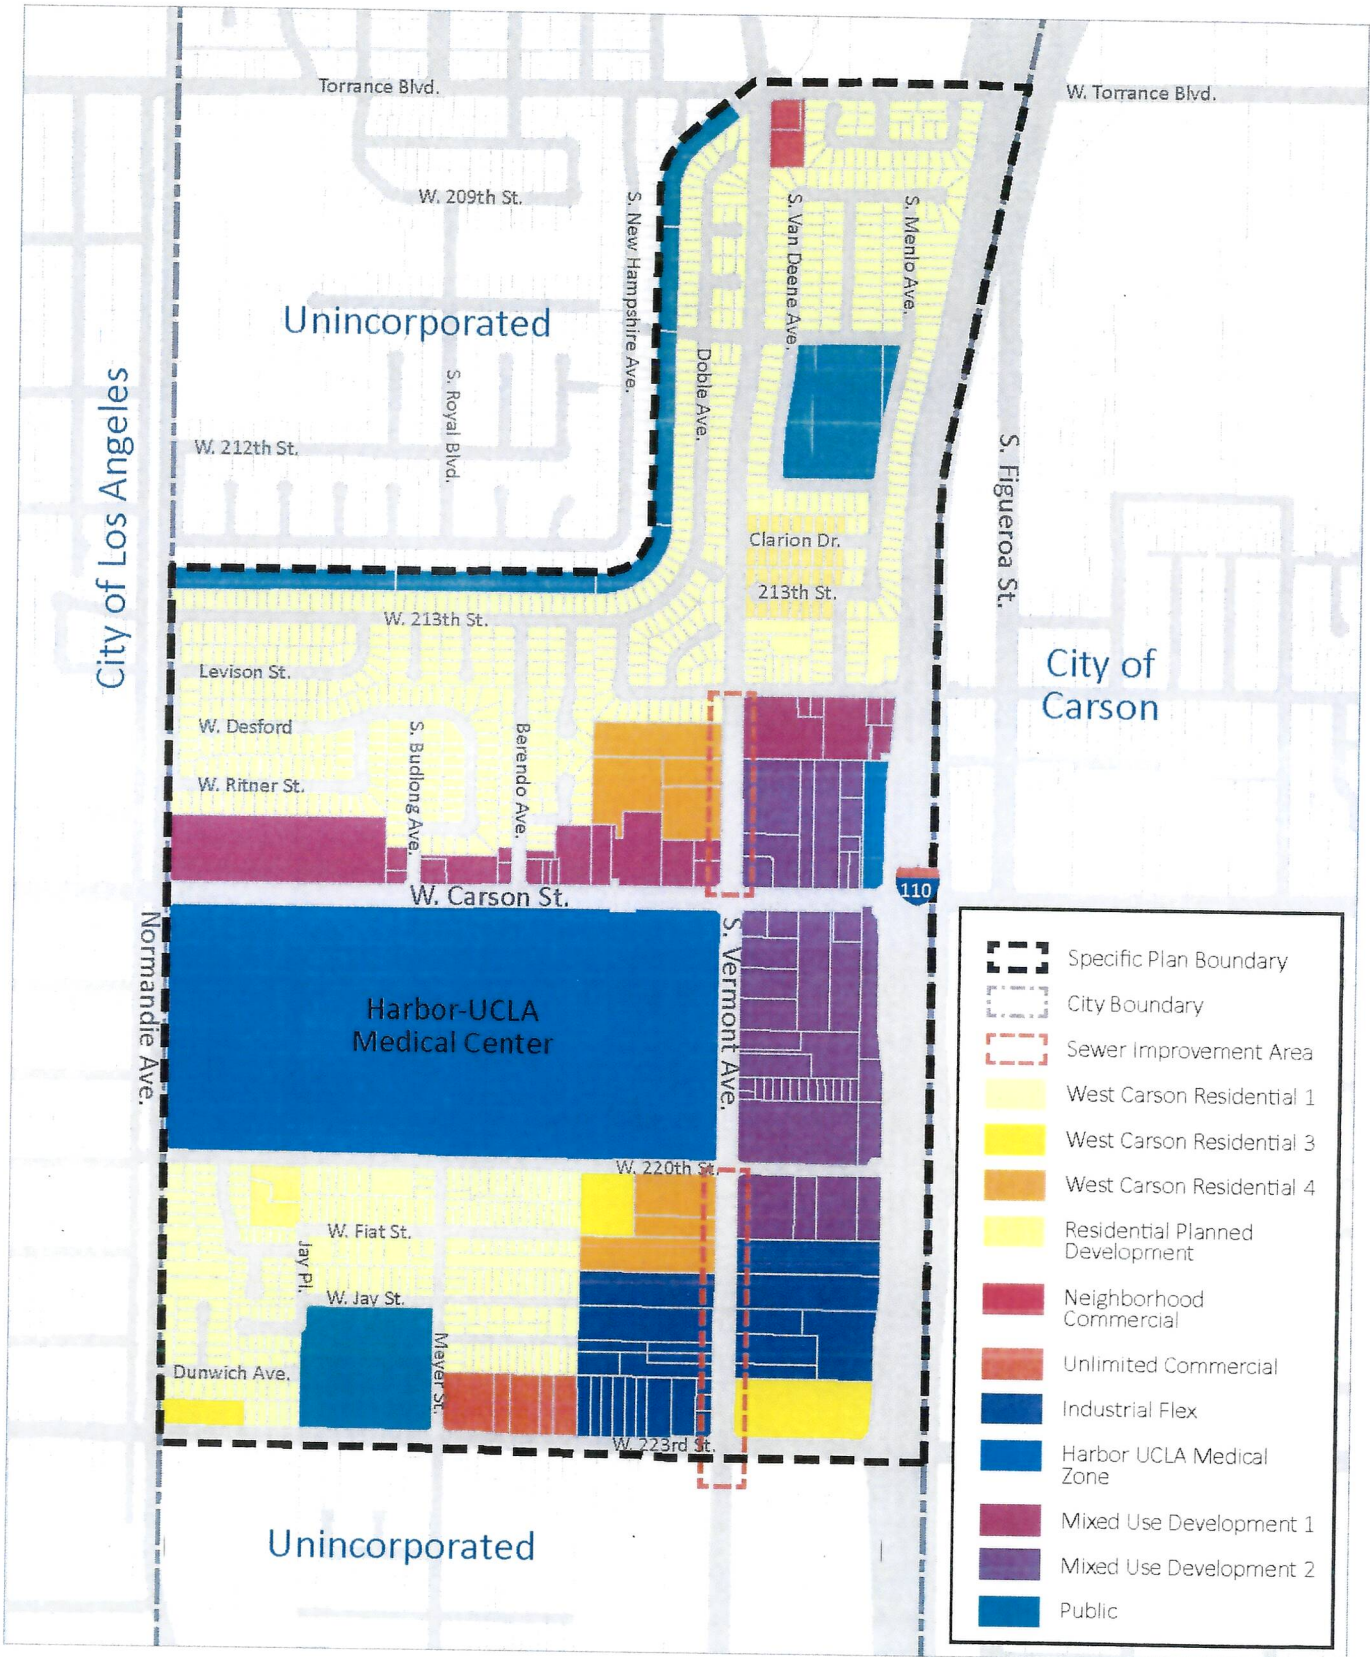 Torrance Blvd.
W. Torrance Blvd.
W. 209th St.
S. New Hampshire Ave.
S. Van Deene Ave.
S. Menlo Ave.
Unincorporated
Doble Ave.
S. Royal Blvd.
City of Los Angeles
W. 212th St.
S. Figueroa St.
Clarion Dr.
213th St.
W. 213th St.
City of
Carson
Levison St.
W. Desford
S. Budlong Ave.
Berendo Ave.
W. Ritner St.
W. Carson St.
110
Normandie Ave.
S. Vermont Ave.
Harbor-UCLA
Medical Center
W. 220th St.
W. Fiat St.
Jay Pl.
W. Jay St.
Meyer St.
Dunwich Ave.
W. 223rd St.
Unincorporated
Specific Plan Boundary
City Boundary
Sewer Improvement Area
West Carson Residential 1
West Carson Residential 3
West Carson Residential 4
Residential Planned
Development
Neighborhood
Commercial
Unlimited Commercial
Industrial Flex
Harbor UCLA Medical
Zone
Mixed Use Development 1
Mixed Use Development 2
Public